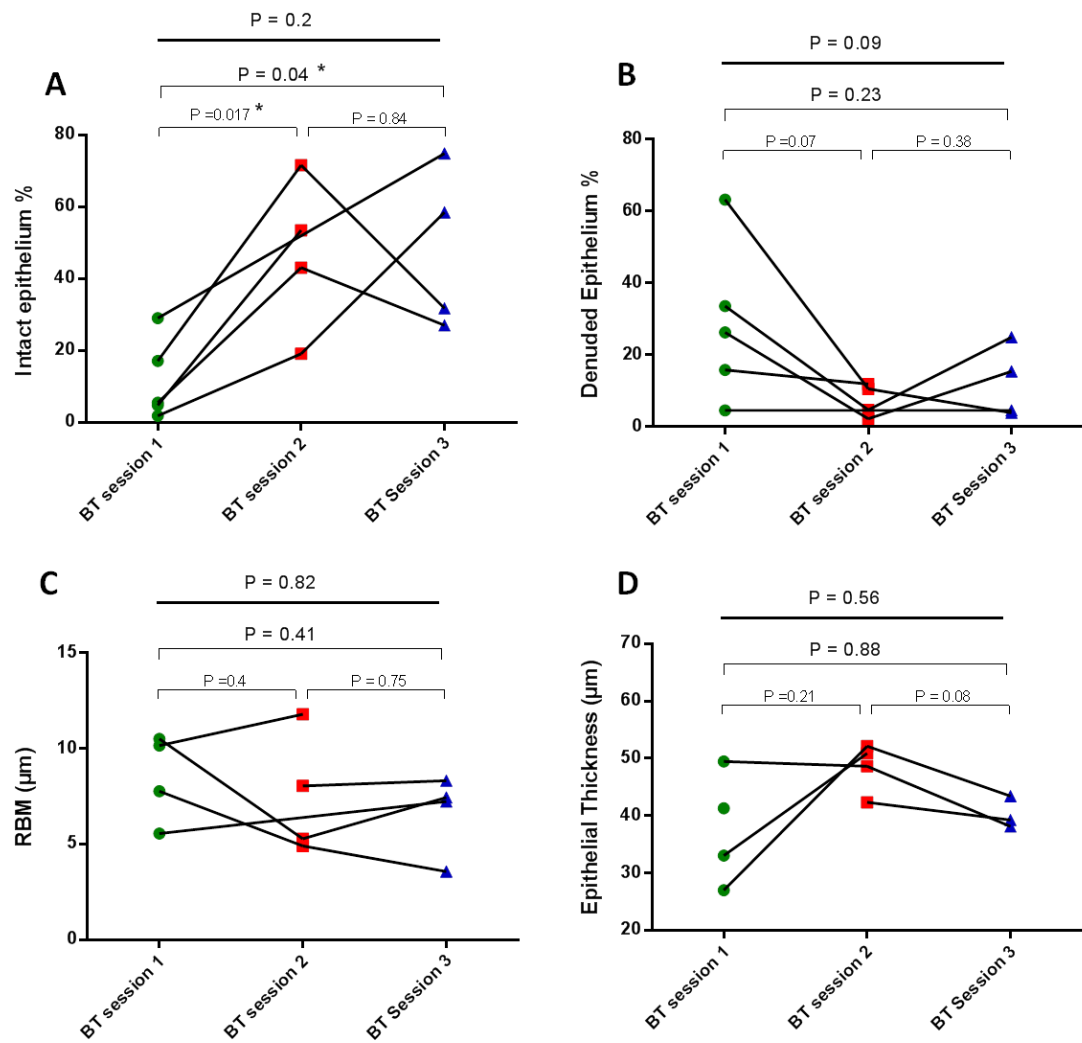 P = 0.2
A
P = 0.04 *
P =0.017 *
P = 0.84
80
60
40
20
0
Intact epethelium %
BT session 1
BT session 2
BT Session 3
P = 0.09
B
P = 0.23
P =0.07
P = 0.38
80
60
40
20
0
Denuded Epethelium %
BT session 1
BT session 2
BT Session 3
C
P = 0.82
P = 0.41
P =0.4
P = 0.75
15
10
5
0
RBM (µm)
BT session 1
BT session 2
BT Session 3
D
P = 0.56
P = 0.88
P =0.21
P = 0.08
70
60
50
40
30
20
Epithelial Thickness (µm)
BT session 1
BT session 2
BT Session 3